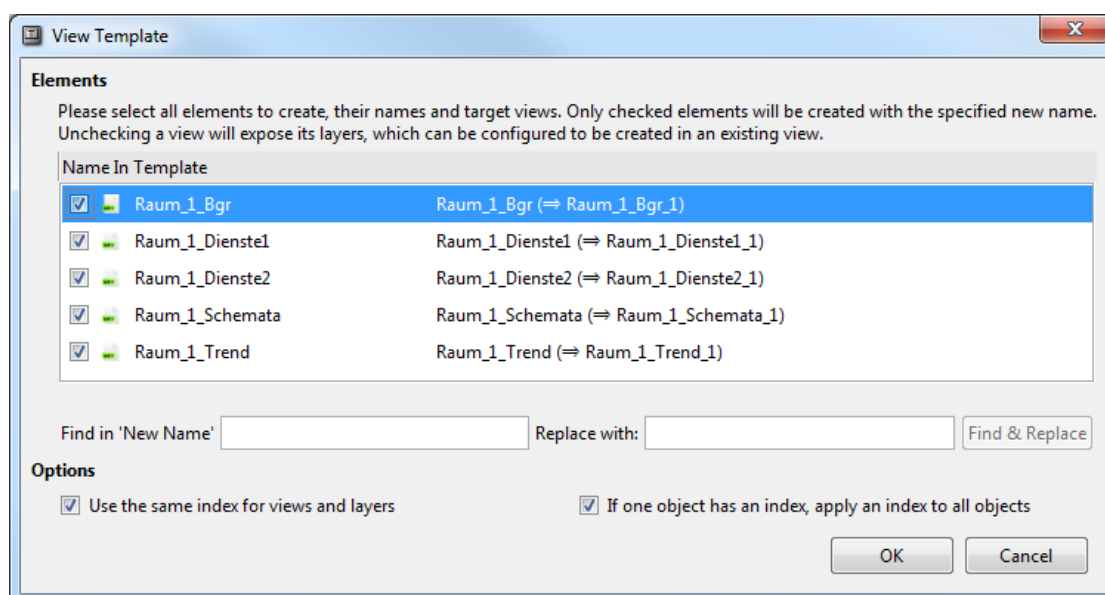 View Template
Elements
Please select all elements to create, their names and target views. Only checked elements will be created with the specified new name.
Unchecking a view will expose its layers, which can be configured to be created in an existing view.
Name In Template
Raum_1_Bgr Raum_1_Bgr (⇒ Raum_1_Bgr_1)
Raum_1_Dienste1 Raum_1_Dienste1 (⇒ Raum_1_Dienste1_1)
Raum_1_Dienste2 Raum_1_Dienste2 (⇒ Raum_1_Dienste2_1)
Raum_1_Schemata Raum_1_Schemata (⇒ Raum_1_Schemata_1)
Raum_1_Trend Raum_1_Trend (⇒ Raum_1_Trend_1)
Find in 'New Name' Replace with: Find & Replace
Options
Use the same index for views and layers If one object has an index, apply an index to all objects
OK Cancel